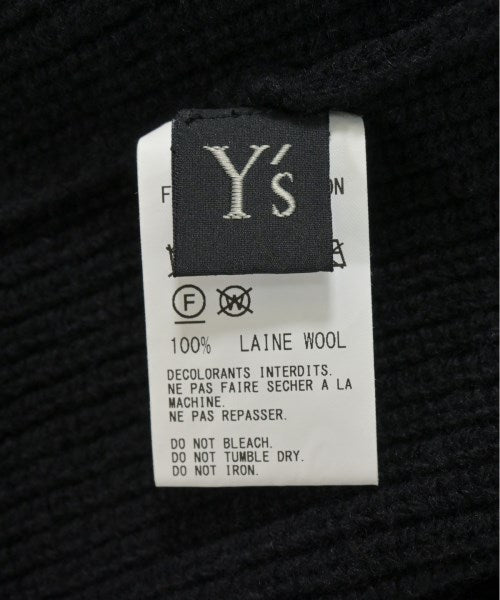 Y's
F
W
100% LAINE WOOL
DECOLORANTS INTERDITS.
NE PAS FAIRE SECHER A LA
MACHINE.
NE PAS REPASSER.
DO NOT BLEACH.
DO NOT TUMBLE DRY.
DO NOT IRON.